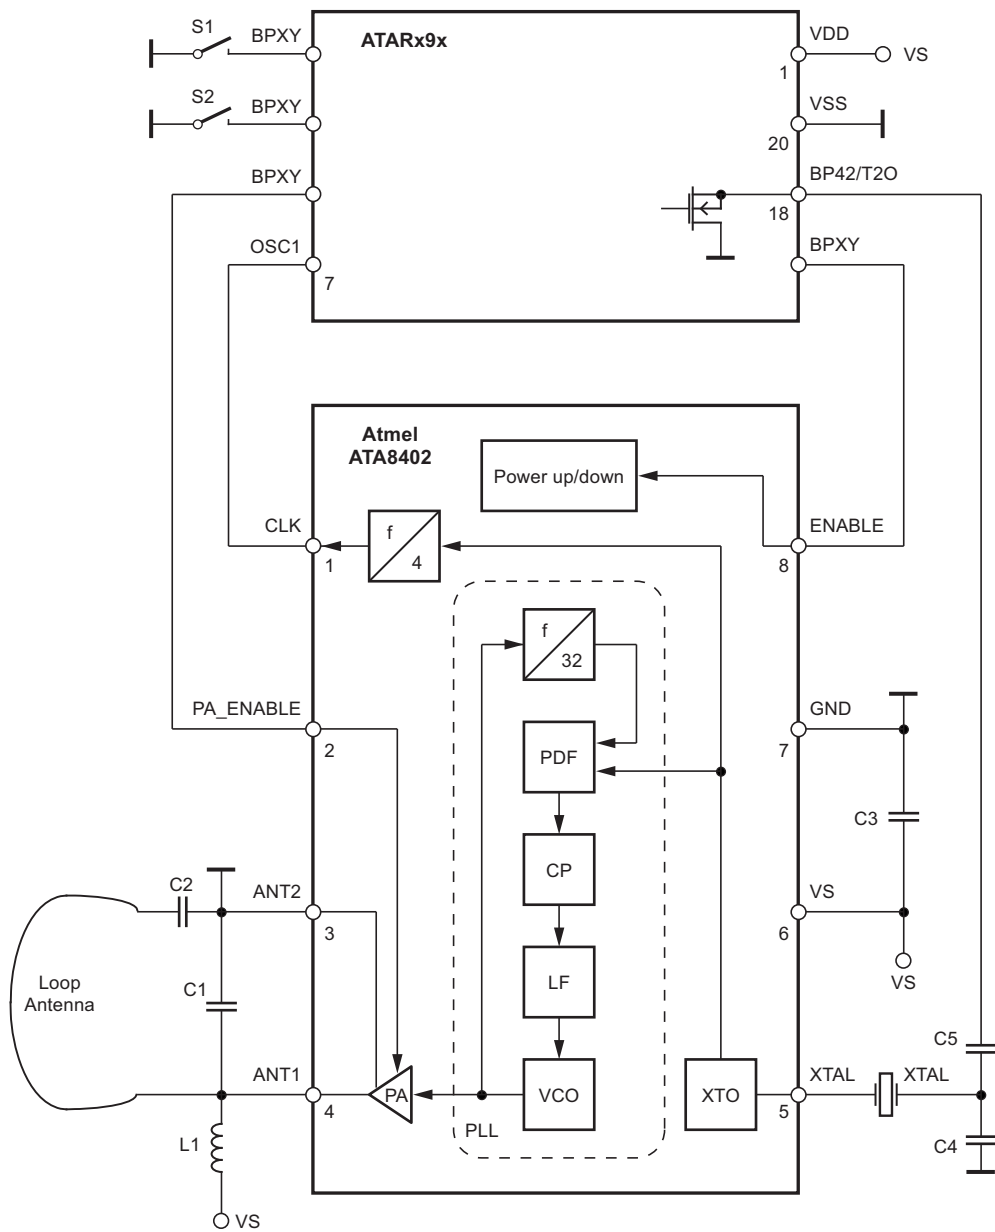 S1
BPXY
ATARx9x
VDD
1
VS
S2
BPXY
VSS
20
BPXY
BP42/T2O
18
OSC1
7
BPXY
Atmel
ATA8402
Power up/down
CLK
1
f
4
ENABLE
8
f
32
PA_ENABLE
2
PDF
GND
7
C3
CP
C2
ANT2
3
VS
6
VS
Loop
Antenna
C1
LF
C5
ANT1
4
PA
VCO
XTO
XTAL
5
XTAL
PLL
L1
C4
VS